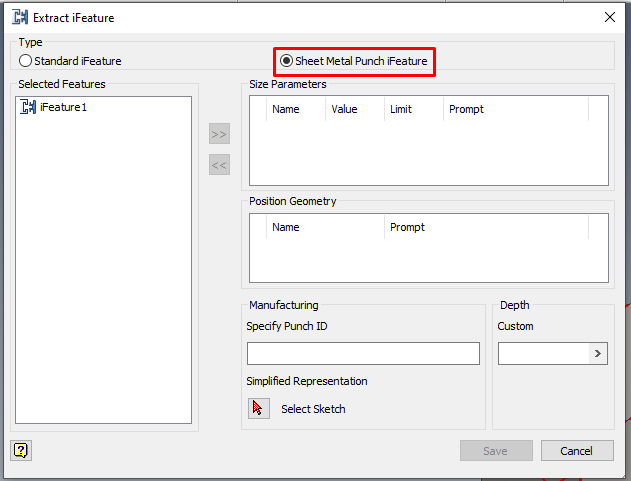 Extract iFeature
Type
Standard iFeature
Sheet Metal Punch iFeature
Selected Features
iFeature1
>>
<<
Size Parameters
Name Value Limit Prompt
Position Geometry
Name Prompt
Manufacturing
Specify Punch ID
Simplified Representation
Select Sketch
Depth
Custom
>
?
Save
Cancel